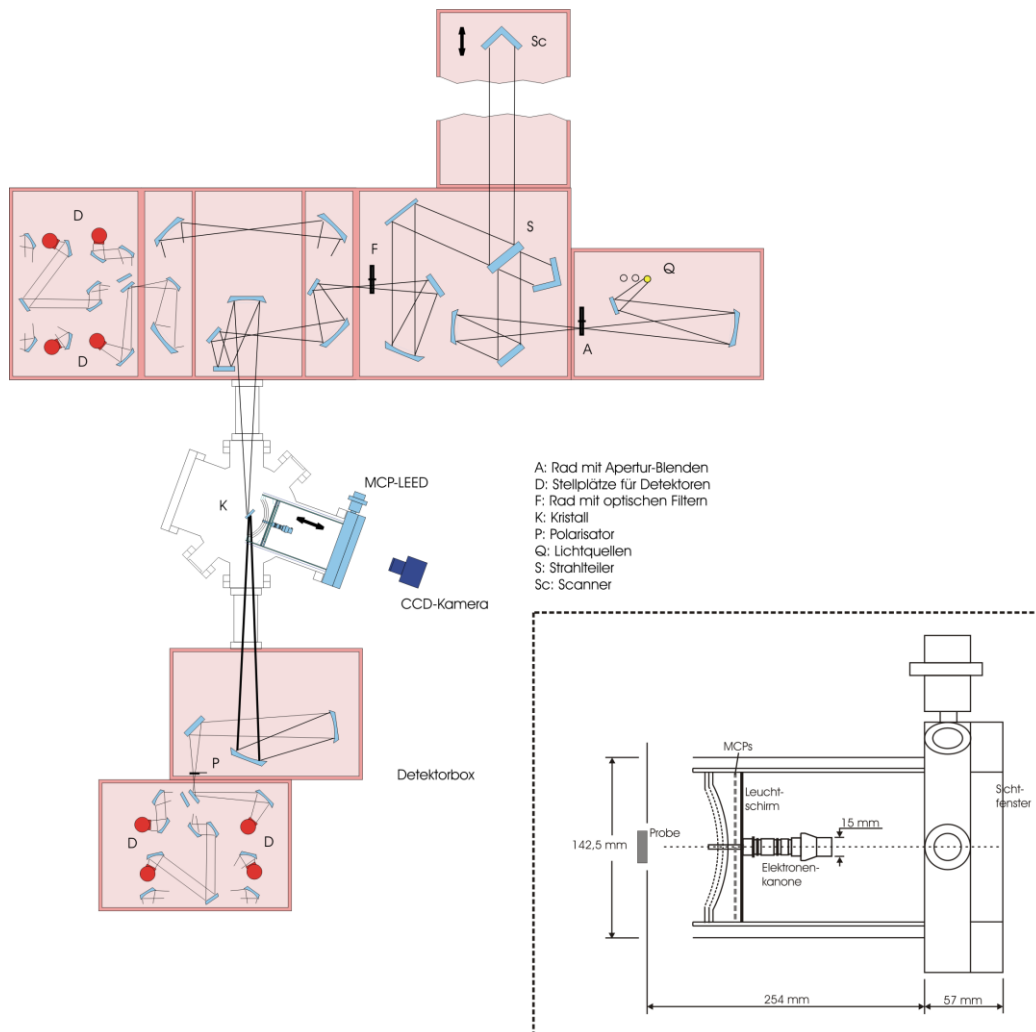 Sc
D
S
F
Q
A
D
MCP-LEED
K
CCD-Kamera
A: Rad mit Apertur-Blenden
D: Stellplätze für Detektoren
F: Rad mit optischen Filtern
K: Kristall
P: Polarisator
Q: Lichtquellen
S: Strahlteiler
Sc: Scanner
P
Detektorbox
D
D
MCPs
Leucht-
schirm
Sicht-
fenster
Probe
15 mm
142,5 mm
Elektronen-
kanone
254 mm
57 mm